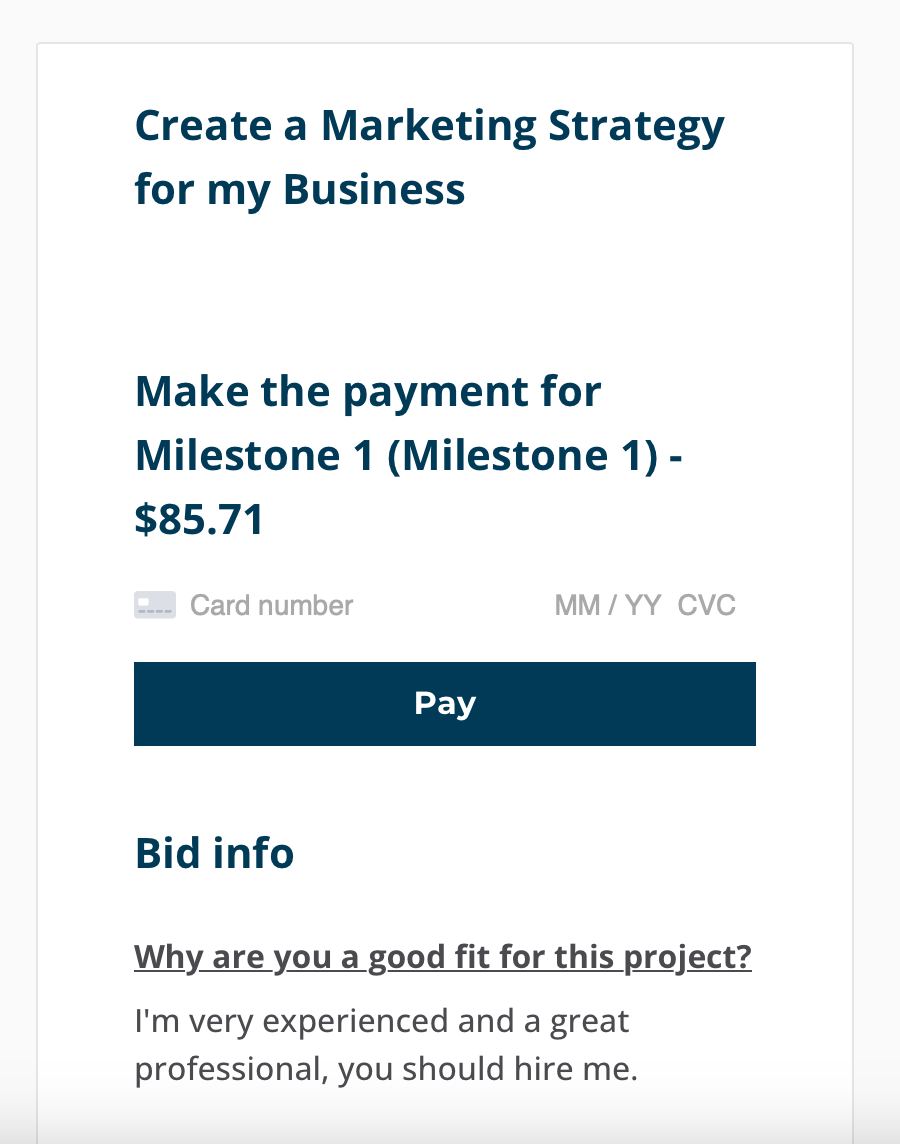 Create a Marketing Strategy
for my Business
Make the payment for
Milestone 1 (Milestone 1) -
$85.71
Card number MM / YY CVC
Pay
Bid info
Why are you a good fit for this project?
I'm very experienced and a great
professional, you should hire me.